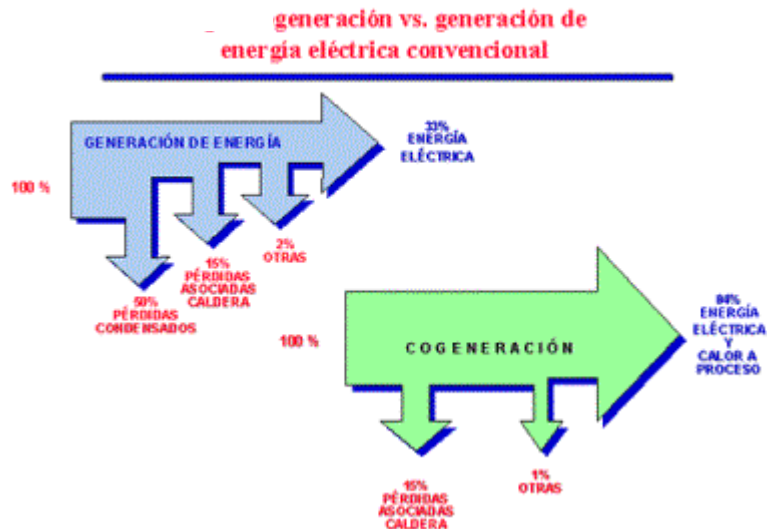 generación vs. generación de
energía eléctrica convencional
GENERACIÓN DE ENERGÍA
33%
ENERGÍA
ELÉCTRICA
100 %
2%
OTRAS
15%
PÉRDIDAS
ASOCIADAS
CALDERA
50%
PÉRDIDAS
CONDENSADOS
84%
ENERGÍA
ELÉCTRICA
Y
CALOR A
PROCESO
100 %
COGENERACIÓN
15%
PÉRDIDAS
ASOCIADAS
CALDERA
1%
OTRAS